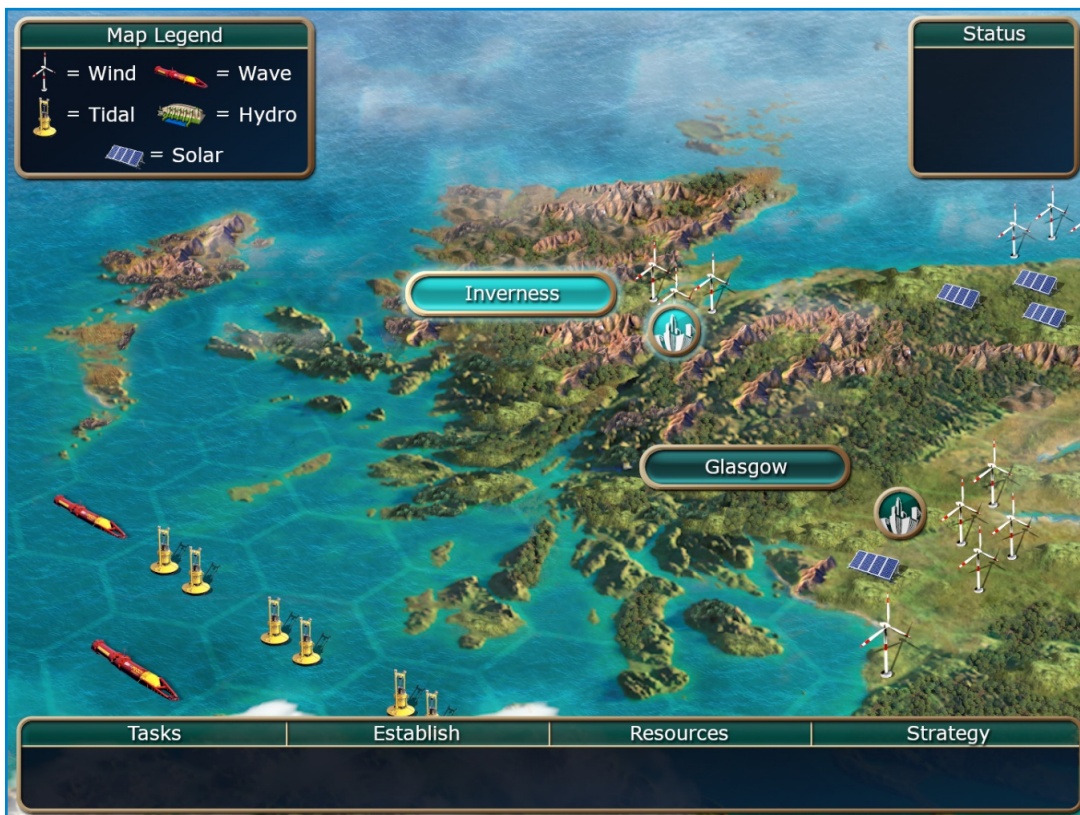 Map Legend
= Wind = Wave
= Tidal = Hydro
= Solar
Status
Inverness
Glasgow
Tasks Establish Resources Strategy